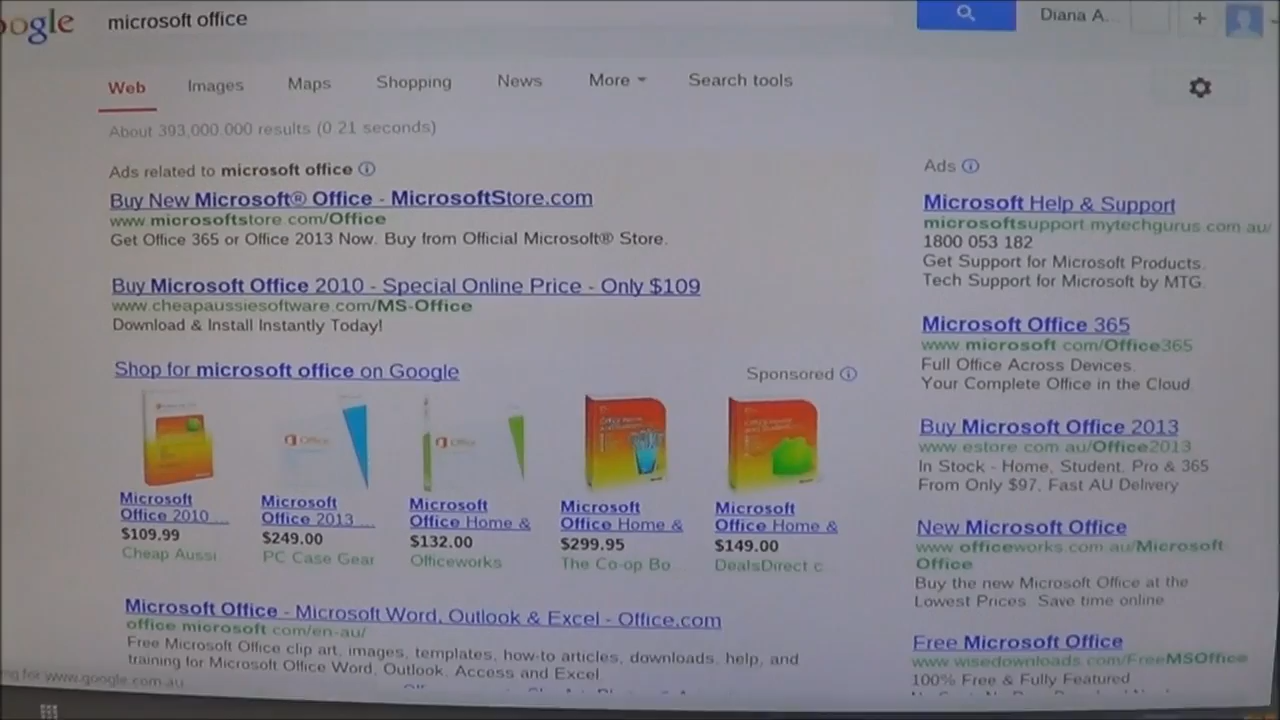 oogle
microsoft office
Diana A...
+
Web Images Maps Shopping News More Search tools
About 393,000,000 results (0.21 seconds)
Ads related to microsoft office
Buy New Microsoft® Office - MicrosoftStore.com
www.microsoftstore.com/Office
Get Office 365 or Office 2013 Now. Buy from Official Microsoft® Store.
Buy Microsoft Office 2010 - Special Online Price - Only $109
www.cheapaussiesoftware.com/MS-Office
Download & Install Instantly Today!
Shop for microsoft office on Google
Sponsored
Office
Office
Microsoft
Office 2010 ...
$109.99
Cheap Aussi
Microsoft
Office 2013 ...
$249.00
PC Case Gear
Microsoft
Office Home &
$132.00
Officeworks
Microsoft
Office Home &
$299.95
The Co-op Bo
Microsoft
Office Home &
$149.00
DealsDirect c
Microsoft Office - Microsoft Word, Outlook & Excel - Office.com
office.microsoft.com/en-au/
Free Microsoft Office clip art, images, templates, how-to articles, downloads, help, and
training for Microsoft Office Word, Outlook, Access and Excel.
ng for www.google.com.au
Ads
Microsoft Help & Support
microsoftsupport.mytechgurus.com.au/
1800 053 182
Get Support for Microsoft Products.
Tech Support for Microsoft by MTG.
Microsoft Office 365
www.microsoft.com/Office365
Full Office Across Devices.
Your Complete Office in the Cloud.
Buy Microsoft Office 2013
www.estore.com.au/Office2013
In Stock - Home, Student, Pro & 365
From Only $97, Fast AU Delivery
New Microsoft Office
www.officeworks.com.au/Microsoft
Office
Buy the new Microsoft Office at the
Lowest Prices. Save time online
Free Microsoft Office
www.wisedownloads.com/FreeMSOffice
100% Free & Fully Featured